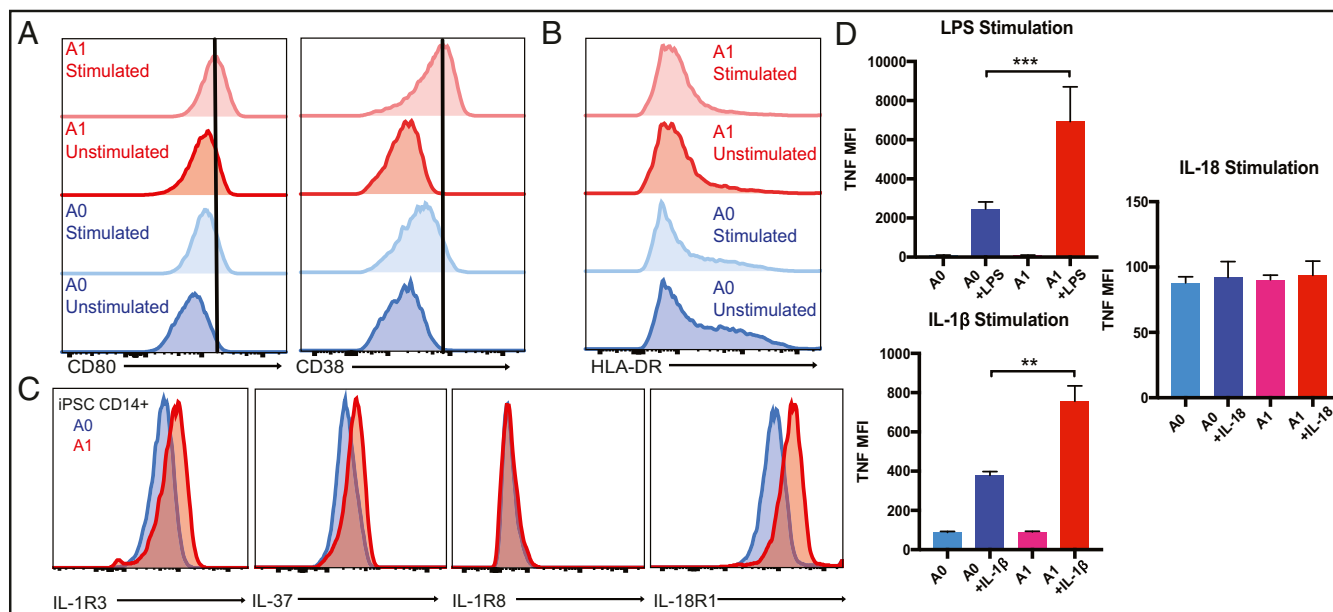 A
A1
Stimulated
A1
Unstimulated
A0
Stimulated
A0
Unstimulated
CD80
CD38
B
A1
Stimulated
A1
Unstimulated
A0
Stimulated
A0
Unstimulated
HLA-DR
C
iPSC CD14+
A0
A1
IL-1R3
IL-37
IL-1R8
IL-18R1
D
LPS Stimulation
TNF MFI
10000
8000
6000
4000
2000
0
***
A0
A0
+LPS
A1
A1
+LPS
IL-1β Stimulation
TNF MFI
1000
800
600
400
200
0
**
A0
A0
+IL-1β
A1
A1
+IL-1β
IL-18 Stimulation
TNF MFI
150
100
50
0
A0
A0
+IL-18
A1
A1
+IL-18